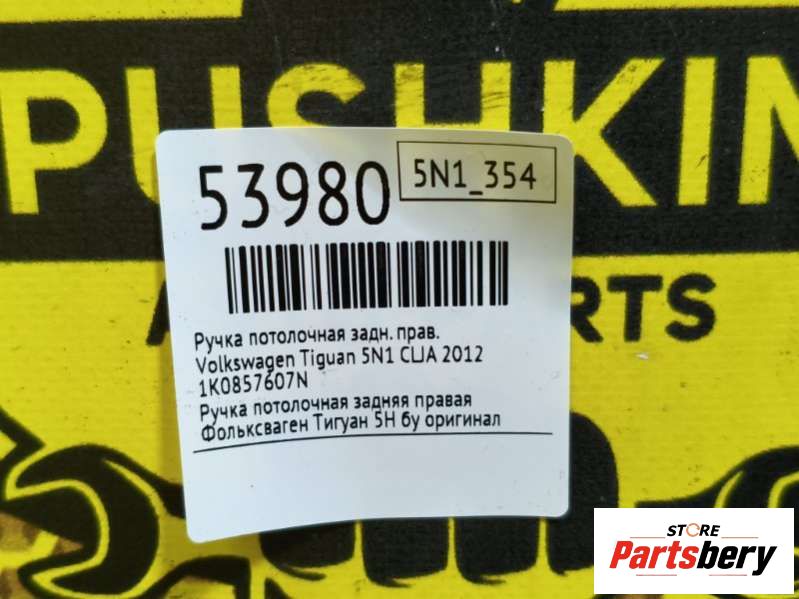 PUSHKIN
53980
5N1_354
RTS
Ручка потолочная задн. прав.
Volkswagen Tiguan 5N1 США 2012
1K0857607N
Ручка потолочная задняя правая
Фольксваген Тигуан 5Н бу оригинал
STORE
Partsbery